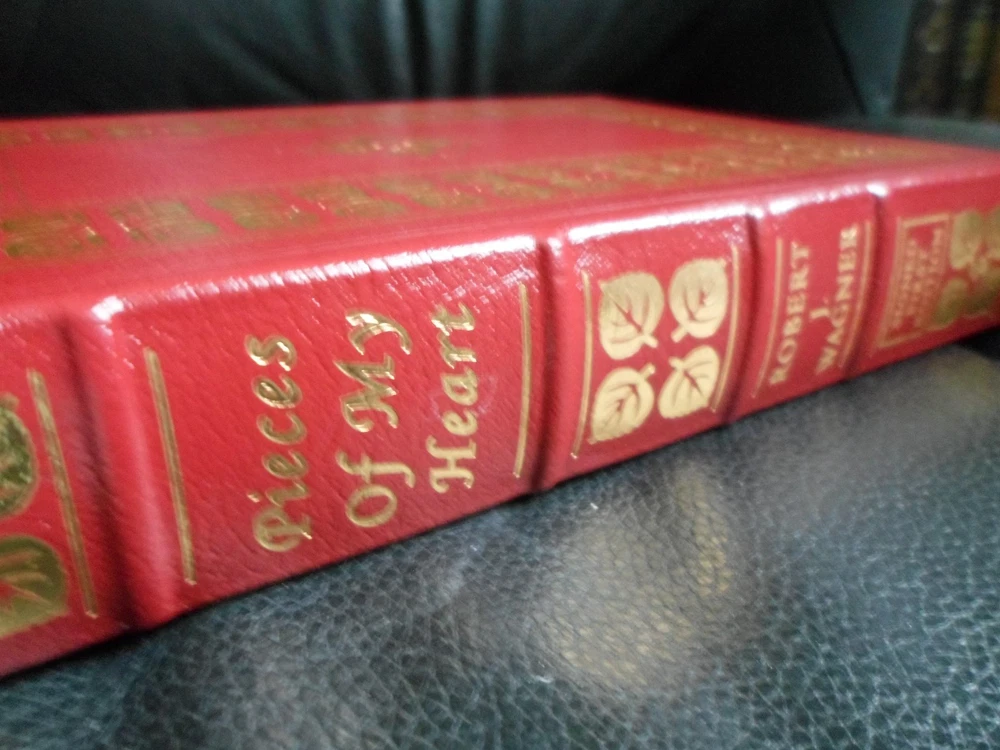 Pieces
Of My
Heart
ROBERT
J.
WAGNER